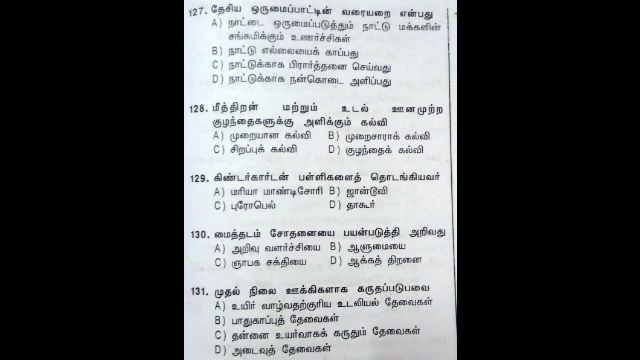 127. தேசிய ஒருமைப்பாட்டின் வரையறை என்பது
A) நாட்டை ஒருமைப்படுத்தும் நாட்டு மக்களின்
சங்கமிக்கும் உணர்ச்சிகள்
B) நாட்டு எல்லையைக் காப்பது
C) நாட்டுக்காக பிரார்த்தனை செய்வது
D) நாட்டுக்காக நன்கொடை அளிப்பது
128. மீத்திறன் மற்றும் உடல் ஊனமுற்ற
குழந்தைகளுக்கு அளிக்கும் கல்வி
A) முறையான கல்வி B) முறைசாராக் கல்வி
C) சிறப்புக் கல்வி D) குழந்தைக் கல்வி
129. கிண்டர்கார்டன் பள்ளிகளைத் தொடங்கியவர்
A) மரியா மாண்டிசோரி B) ஜான்டூவி
C) புரோபெல் D) தாகூர்
130. மைத்தடம் சோதனையை பயன்படுத்தி அறிவது
A) அறிவு வளர்ச்சியை B) ஆளுமையை
C) ஞாபக சக்தியை D) ஆக்கத் திறனை
131. முதல் நிலை ஊக்கிகளாக கருதப்படுபவை
A) உயிர் வாழ்வதற்குரிய உடலியல் தேவைகள்
B) பாதுகாப்புத் தேவைகள்
C) தன்னை உயர்வாகக் கருதும் தேவைகள்
D) அடைவுத் தேவைகள்